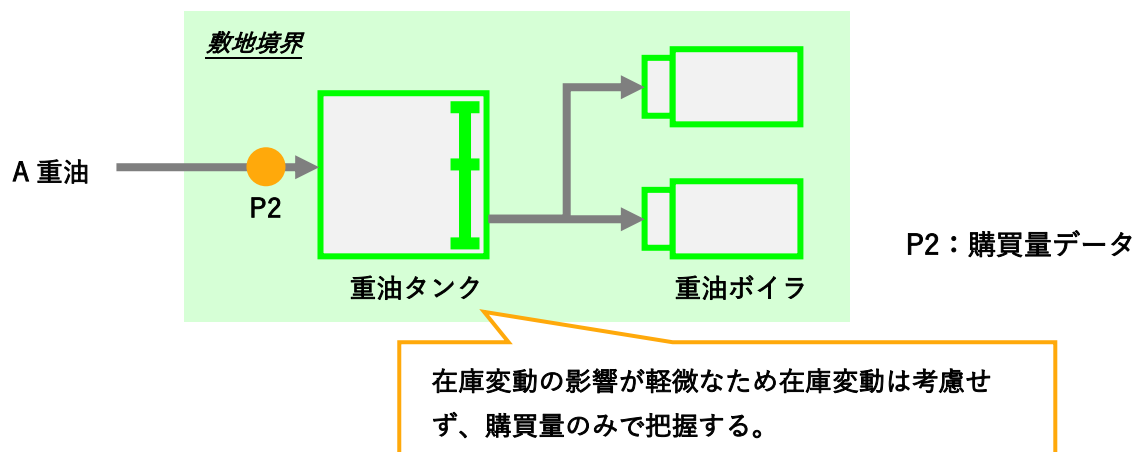 敷地境界
A 重油
P2
P2：購買量データ
重油タンク
重油ボイラ
在庫変動の影響が軽微なため在庫変動は考慮せ
ず、購買量のみで把握する。